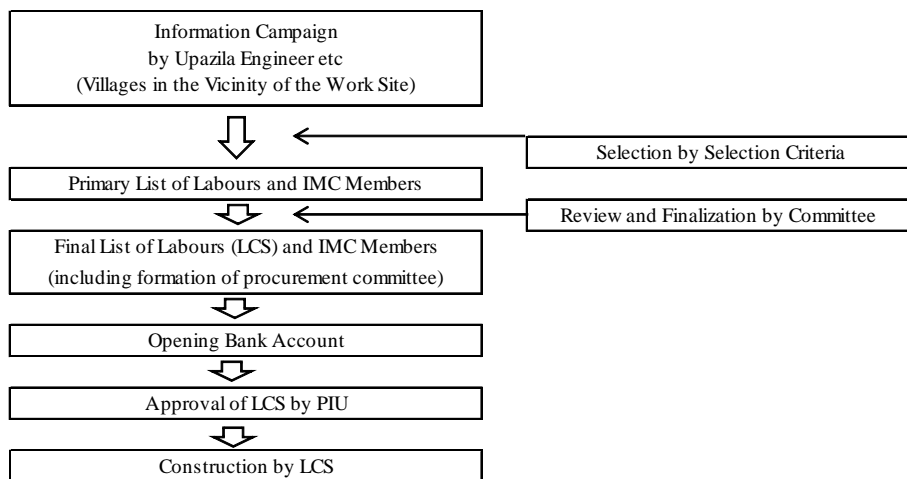 Information Campaign
by Upazila Engineer etc
(Villages in the Vicinity of the Work Site)
Selection by Selection Criteria
Primary List of Labours and IMC Members
Review and Finalization by Committee
Final List of Labours (LCS) and IMC Members
(including formation of procurement committee)
Opening Bank Account
Approval of LCS by PIU
Construction by LCS